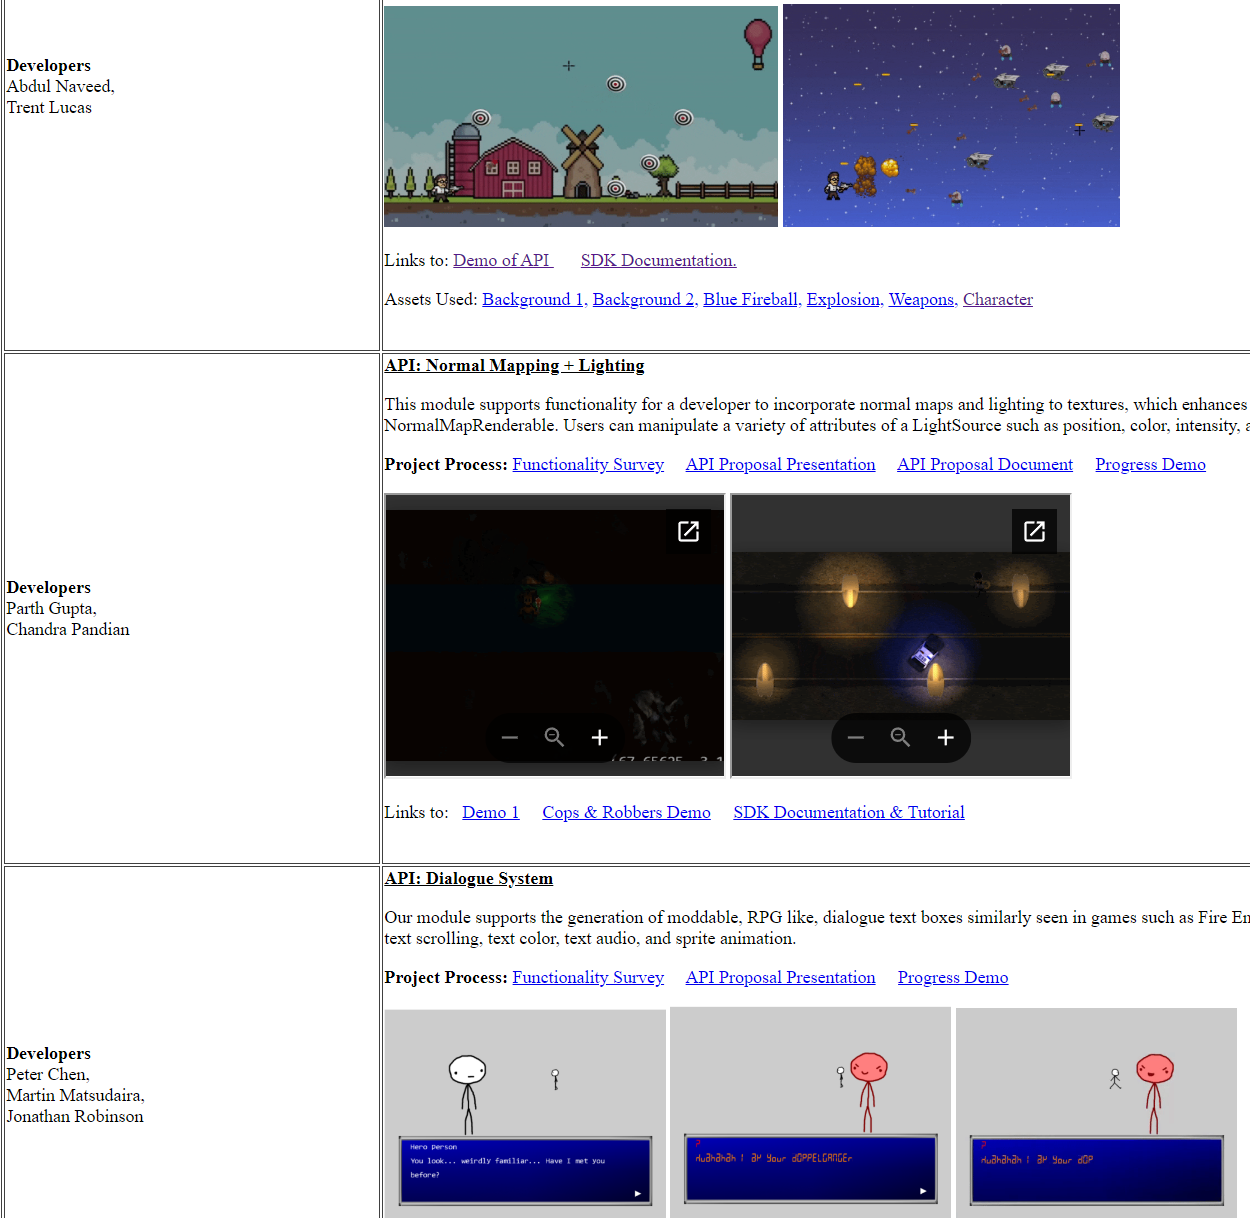 Developers
Abdul Naveed,
Trent Lucas
Links to: Demo of API SDK Documentation.
Assets Used: Background 1, Background 2, Blue Fireball, Explosion, Weapons, Character
API: Normal Mapping + Lighting
This module supports functionality for a developer to incorporate normal maps and lighting to textures, which enhances
NormalMapRenderable. Users can manipulate a variety of attributes of a LightSource such as position, color, intensity, a
Project Process: Functionality Survey API Proposal Presentation API Proposal Document Progress Demo
Developers
Parth Gupta,
Chandra Pandian
Links to: Demo 1 Cops & Robbers Demo SDK Documentation & Tutorial
API: Dialogue System
Our module supports the generation of moddable, RPG like, dialogue text boxes similarly seen in games such as Fire En
text scrolling, text color, text audio, and sprite animation.
Project Process: Functionality Survey API Proposal Presentation Progress Demo
Developers
Peter Chen,
Martin Matsudaira,
Jonathan Robinson
Hero person
You look... weirdly familiar... Have I met you
before?
?
your dOPPELGANGEr
?
your dOP